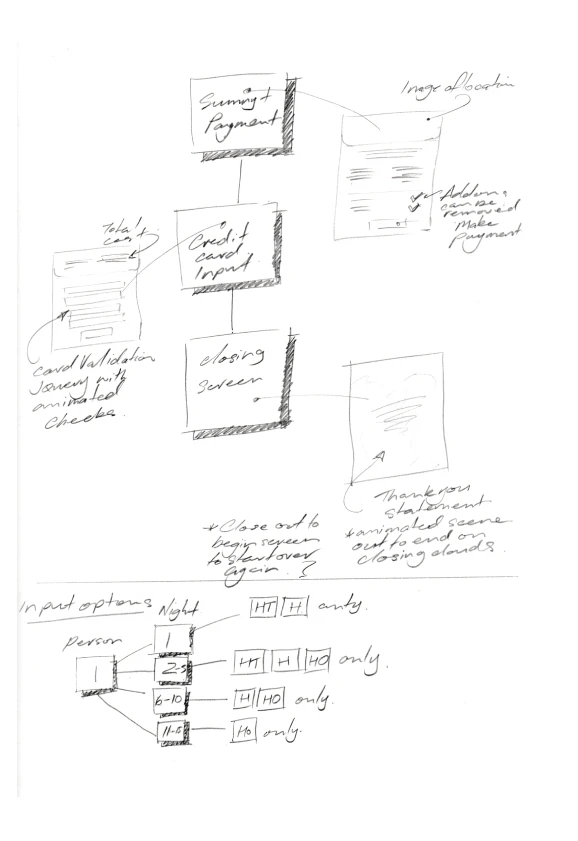 Summary +
Payment
Image of location
Addons
can be
removed
Make
Payment
Total
cost
Credit
card
Input
card Validation
Jquery with
animated
Checks.
closing
screen
Thank you
statement
*animated scene
out to end on
closing clouds.
*Close out to
begin screen
to start over
again. ?
Input options
Night
Person
1
1
HT H only.
2-5
HT H HO only.
6-10
H HO only.
11-15
Ho only.